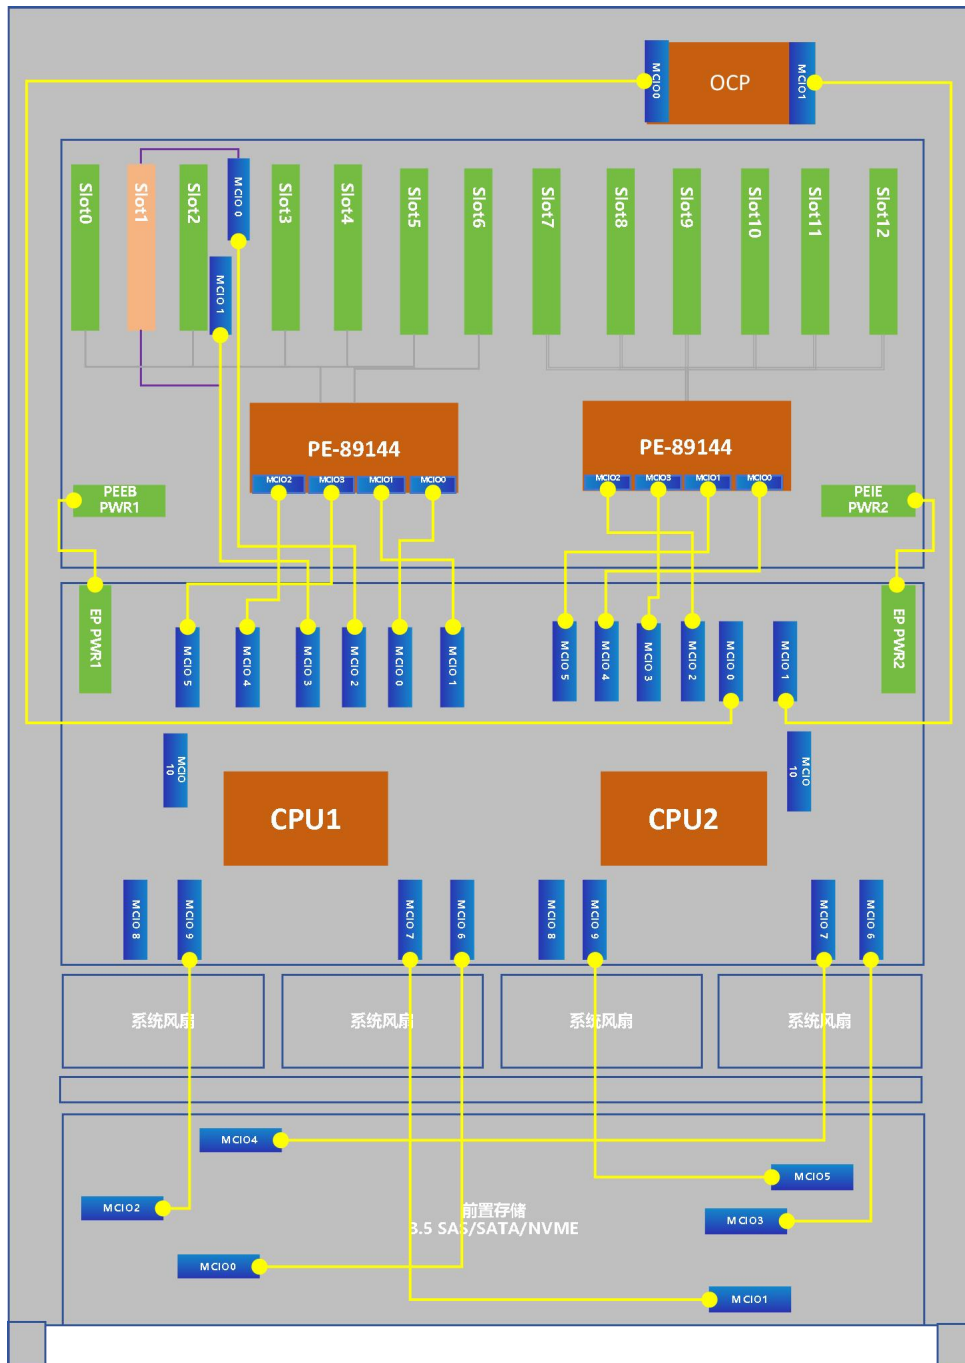 MCIO0
OCP
MCIO1
Slot0
Slot1
Slot2
MCIO 0
Slot3
Slot4
Slot5
Slot6
Slot7
Slot8
Slot9
Slot10
Slot11
Slot12
MCIO 1
PE-89144
MCIO2
MCIO3
MCIO1
MCIO0
PE-89144
MCIO2
MCIO3
MCIO1
MCIO0
PEEB
PWR1
PEIE
PWR2
EP PWR1
MCIO 5
MCIO 4
MCIO 3
MCIO 2
MCIO 0
MCIO 1
MCIO 5
MCIO 4
MCIO 3
MCIO 2
MCIO 0
MCIO 1
EP PWR2
MCIO
10
MCIO
10
CPU1
CPU2
MCIO 8
MCIO 9
MCIO 7
MCIO 6
MCIO 8
MCIO 9
MCIO 7
MCIO 6
系统风扇
系统风扇
系统风扇
系统风扇
MCIO4
MCIO5
MCIO2
MCIO3
前置存储
3.5 SAS/SATA/NVME
MCIO0
MCIO1